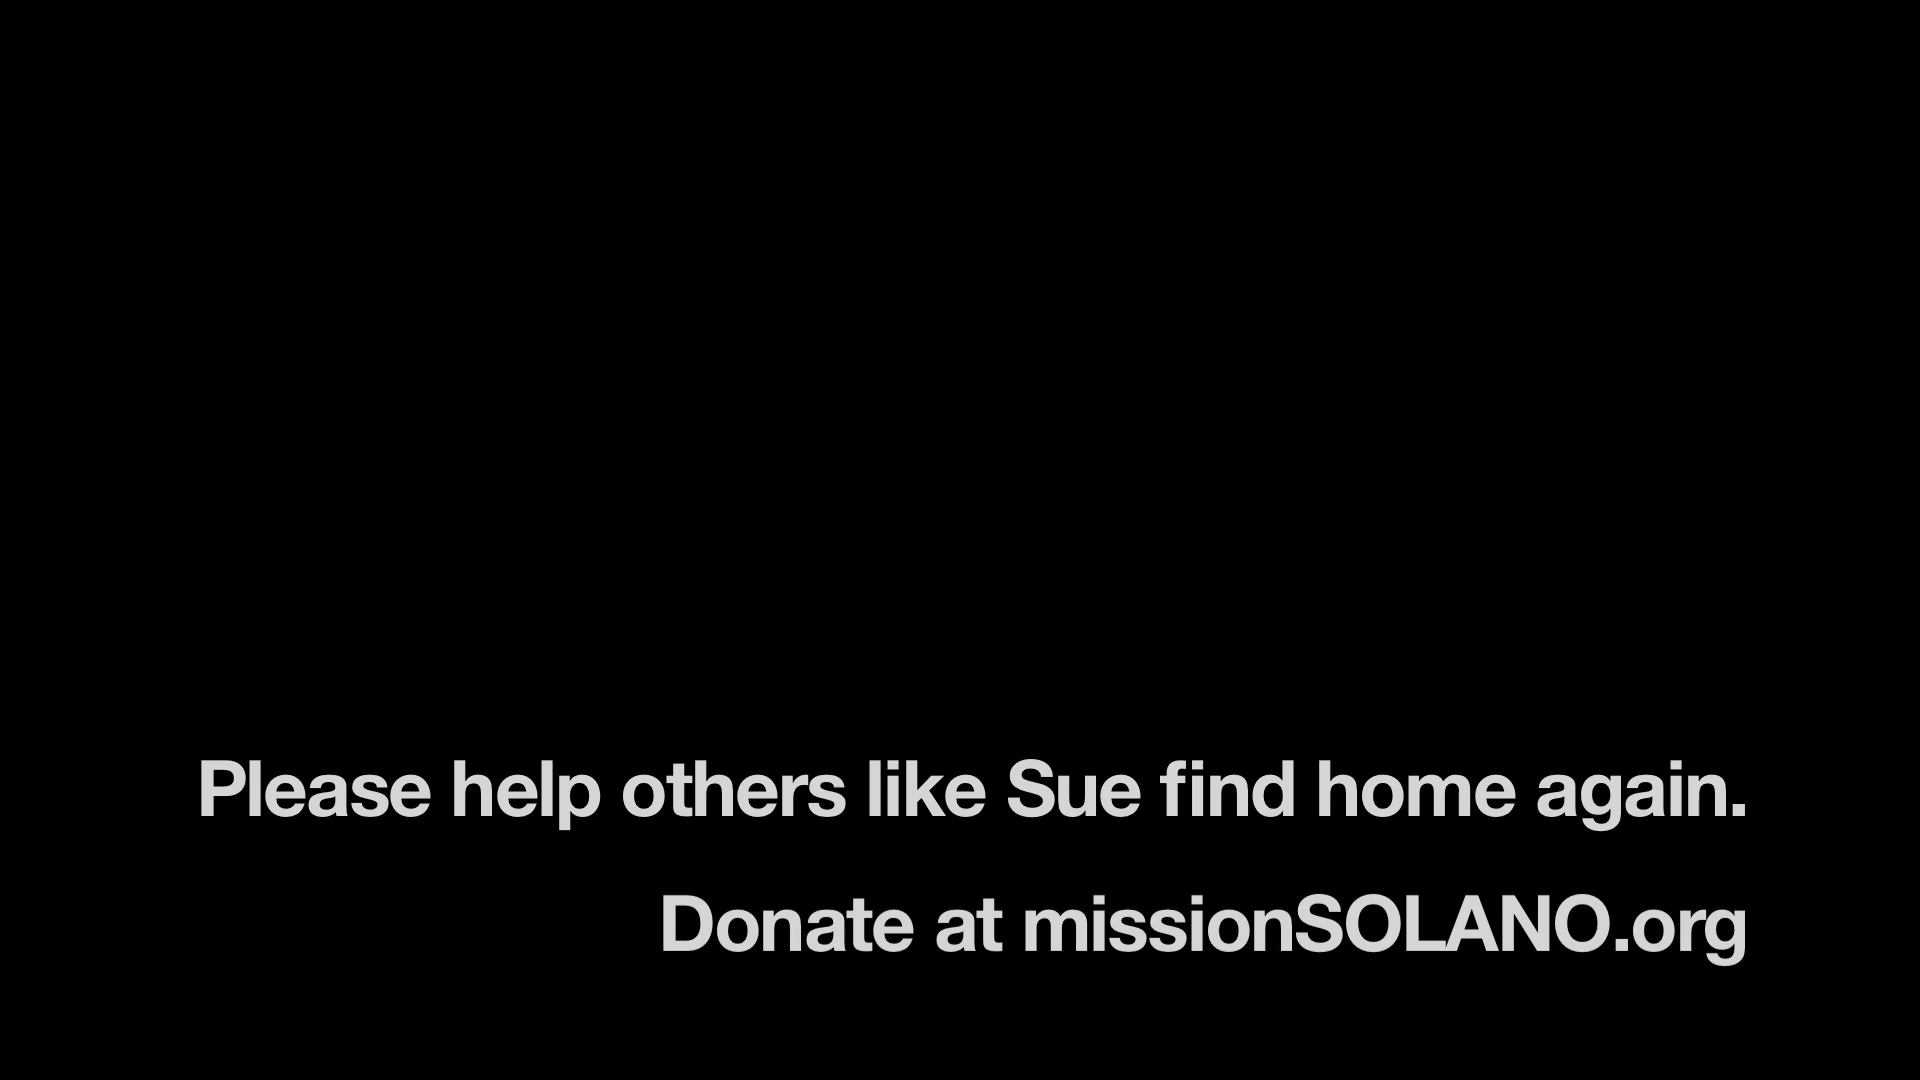 Please help others like Sue find home again.
Donate at missionSOLANO.org